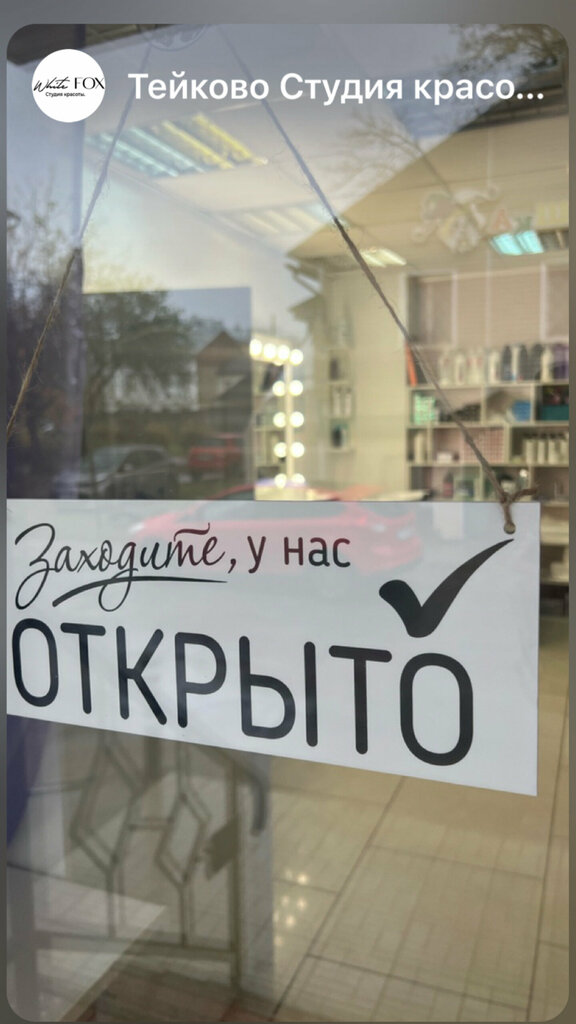 White FOX
Студия красоты.
Тейково Студия красо...
Заходите, у нас
ОТКРЫТО